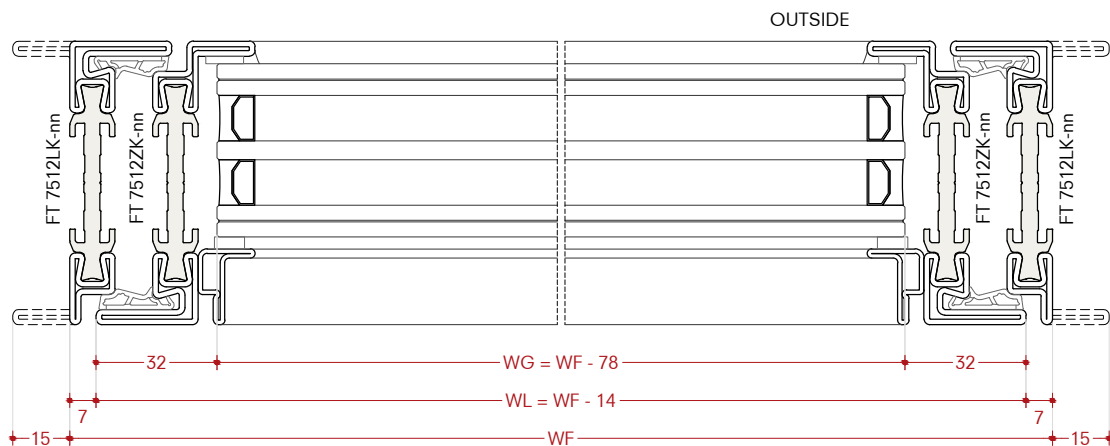 OUTSIDE
FT 7512LK-nn
FT 7512ZK-nn
FT 7512ZK-nn
FT 7512LK-nn
32
WG = WF - 78
32
7
WL = WF - 14
7
15
WF
15